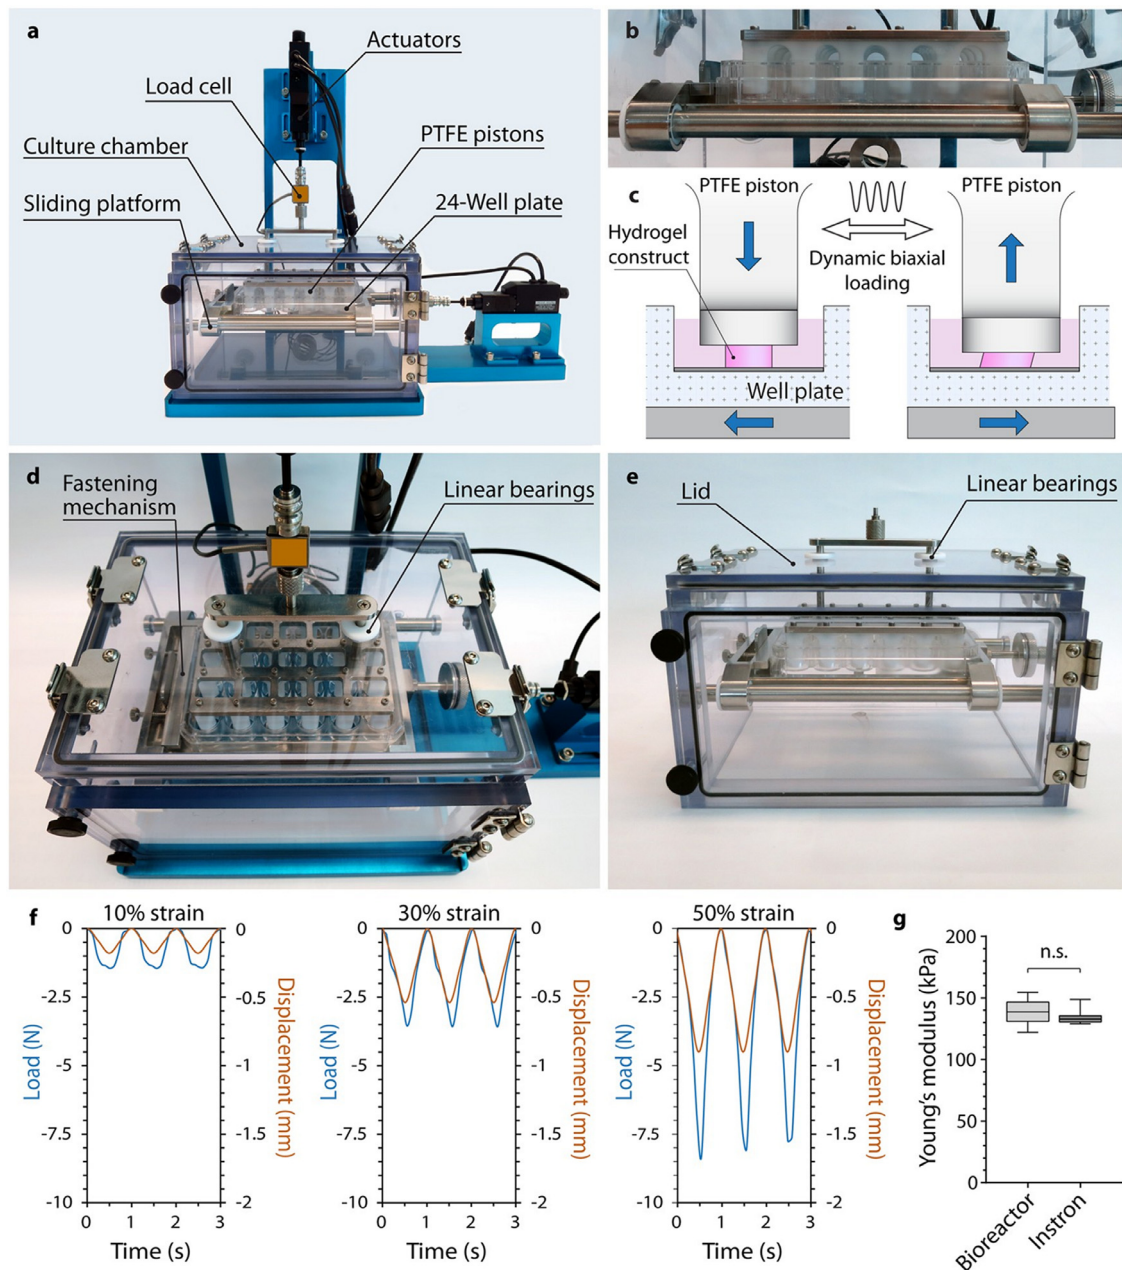 a
Actuators
Load cell
Culture chamber
PTFE pistons
Sliding platform
24-Well plate
b
c
PTFE piston
PTFE piston
Hydrogel
construct
Dynamic biaxial
loading
Well plate
d
Fastening
mechanism
Linear bearings
e
Lid
Linear bearings
f
10% strain
0
-2.5
-5
-7.5
-10
Load (N)
0
-0.5
-1
-1.5
-2
Displacement (mm)
0
1
2
3
Time (s)
30% strain
0
-2.5
-5
-7.5
-10
Load (N)
0
-0.5
-1
-1.5
-2
Displacement (mm)
0
1
2
3
Time (s)
50% strain
0
-2.5
-5
-7.5
-10
Load (N)
0
-0.5
-1
-1.5
-2
Displacement (mm)
0
1
2
3
Time (s)
g
n.s.
200
150
100
50
0
Young's modulus (kPa)
Bioreactor
Instron